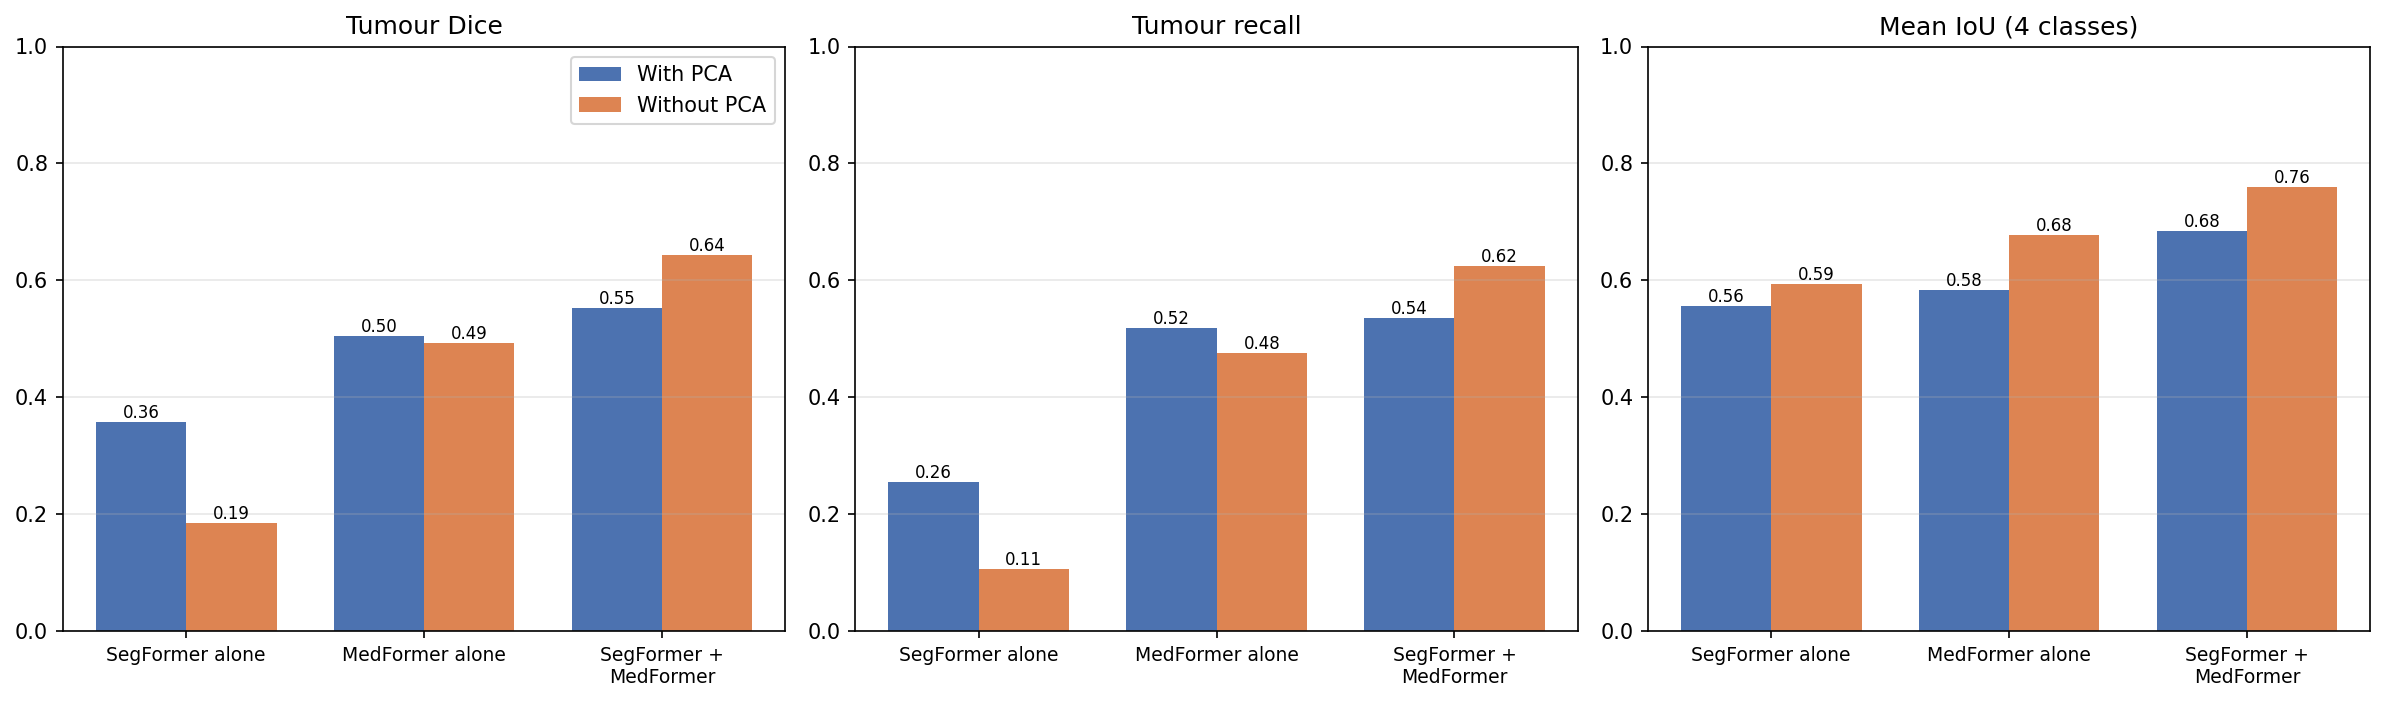 Tumour Dice
1.0
0.8
0.6
0.4
0.2
0.0
With PCA
Without PCA
0.36
0.19
0.50
0.49
0.55
0.64
SegFormer alone
MedFormer alone
SegFormer +
MedFormer
Tumour recall
1.0
0.8
0.6
0.4
0.2
0.0
0.26
0.11
0.52
0.48
0.54
0.62
SegFormer alone
MedFormer alone
SegFormer +
MedFormer
Mean IoU (4 classes)
1.0
0.8
0.6
0.4
0.2
0.0
0.56
0.59
0.58
0.68
0.68
0.76
SegFormer alone
MedFormer alone
SegFormer +
MedFormer